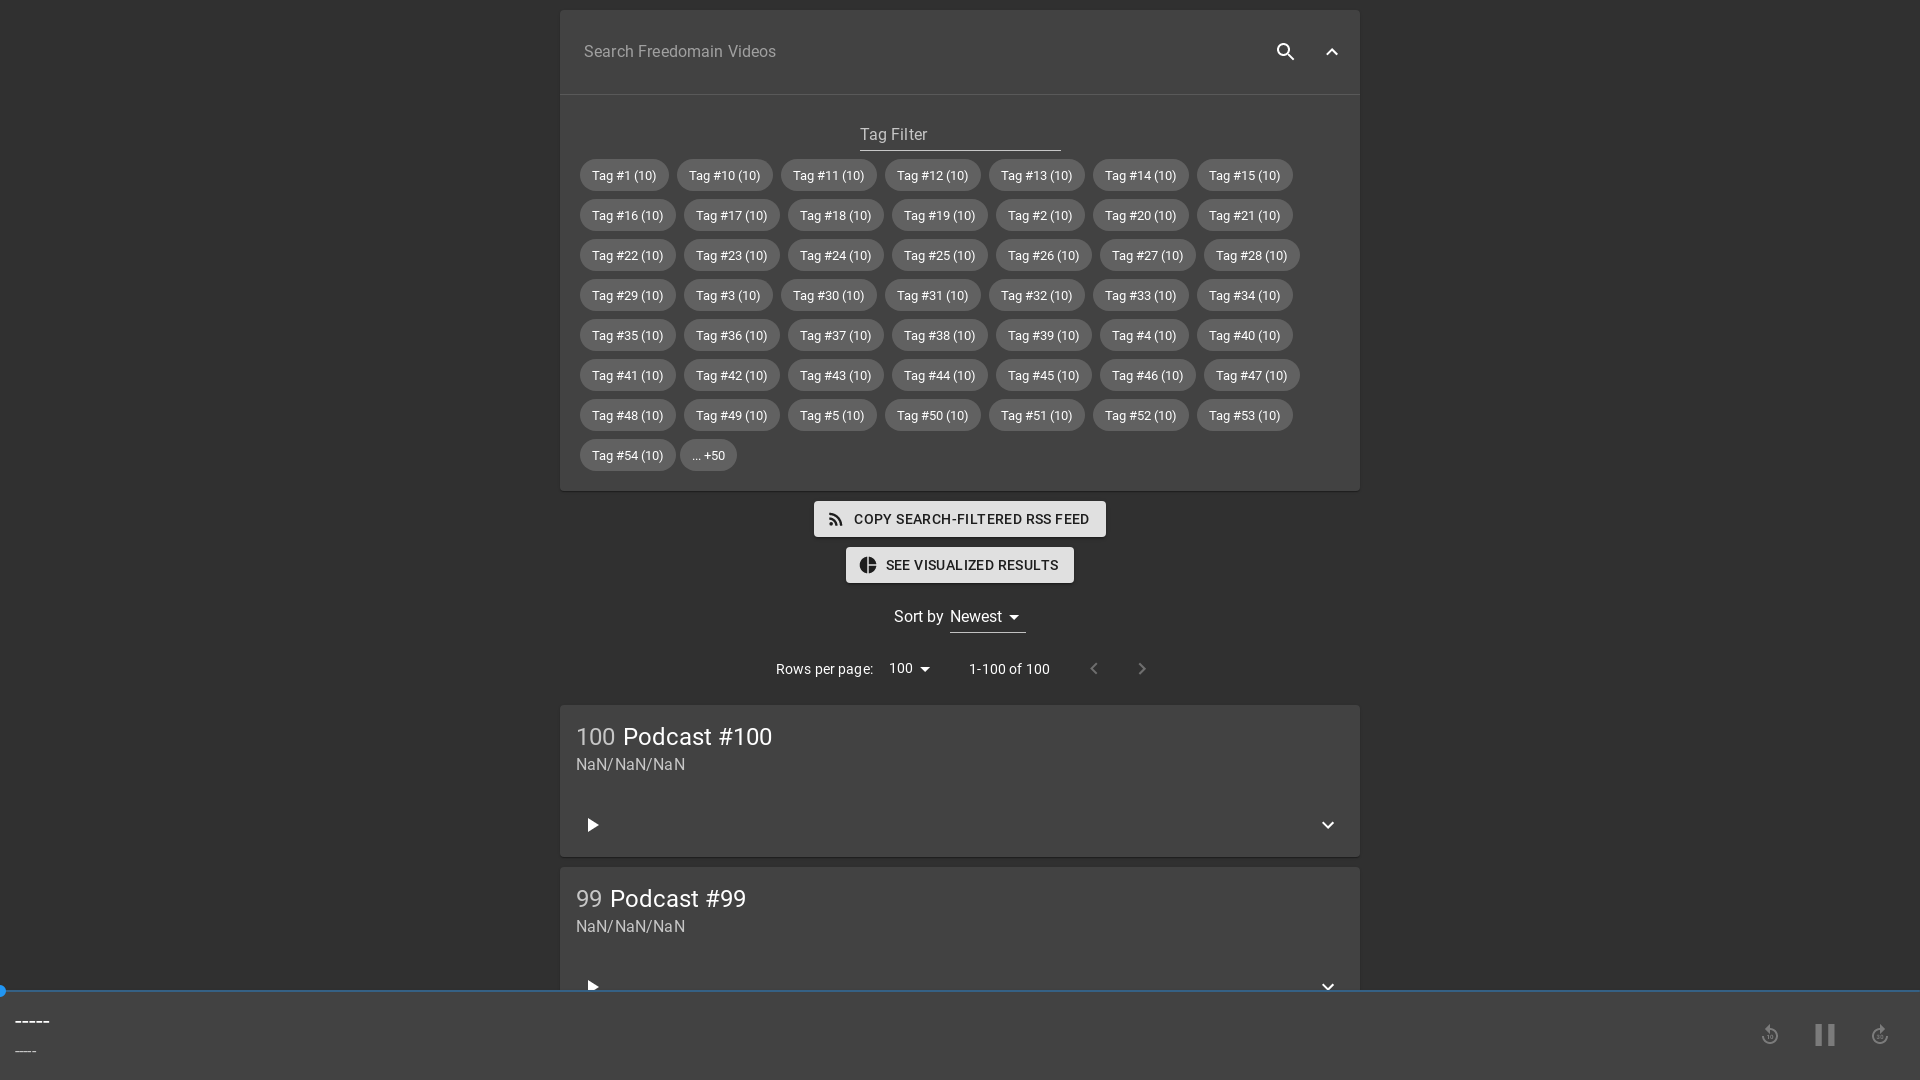 Search Freedomain Videos
Tag Filter
Tag #1 (10) Tag #10 (10) Tag #11 (10) Tag #12 (10) Tag #13 (10) Tag #14 (10) Tag #15 (10)
Tag #16 (10) Tag #17 (10) Tag #18 (10) Tag #19 (10) Tag #2 (10) Tag #20 (10) Tag #21 (10)
Tag #22 (10) Tag #23 (10) Tag #24 (10) Tag #25 (10) Tag #26 (10) Tag #27 (10) Tag #28 (10)
Tag #29 (10) Tag #3 (10) Tag #30 (10) Tag #31 (10) Tag #32 (10) Tag #33 (10) Tag #34 (10)
Tag #35 (10) Tag #36 (10) Tag #37 (10) Tag #38 (10) Tag #39 (10) Tag #4 (10) Tag #40 (10)
Tag #41 (10) Tag #42 (10) Tag #43 (10) Tag #44 (10) Tag #45 (10) Tag #46 (10) Tag #47 (10)
Tag #48 (10) Tag #49 (10) Tag #5 (10) Tag #50 (10) Tag #51 (10) Tag #52 (10) Tag #53 (10)
Tag #54 (10) ... +50
COPY SEARCH-FILTERED RSS FEED
SEE VISUALIZED RESULTS
Sort by Newest
Rows per page: 100 1-100 of 100
100 Podcast #100
NaN/NaN/NaN
99 Podcast #99
NaN/NaN/NaN
-----
-----